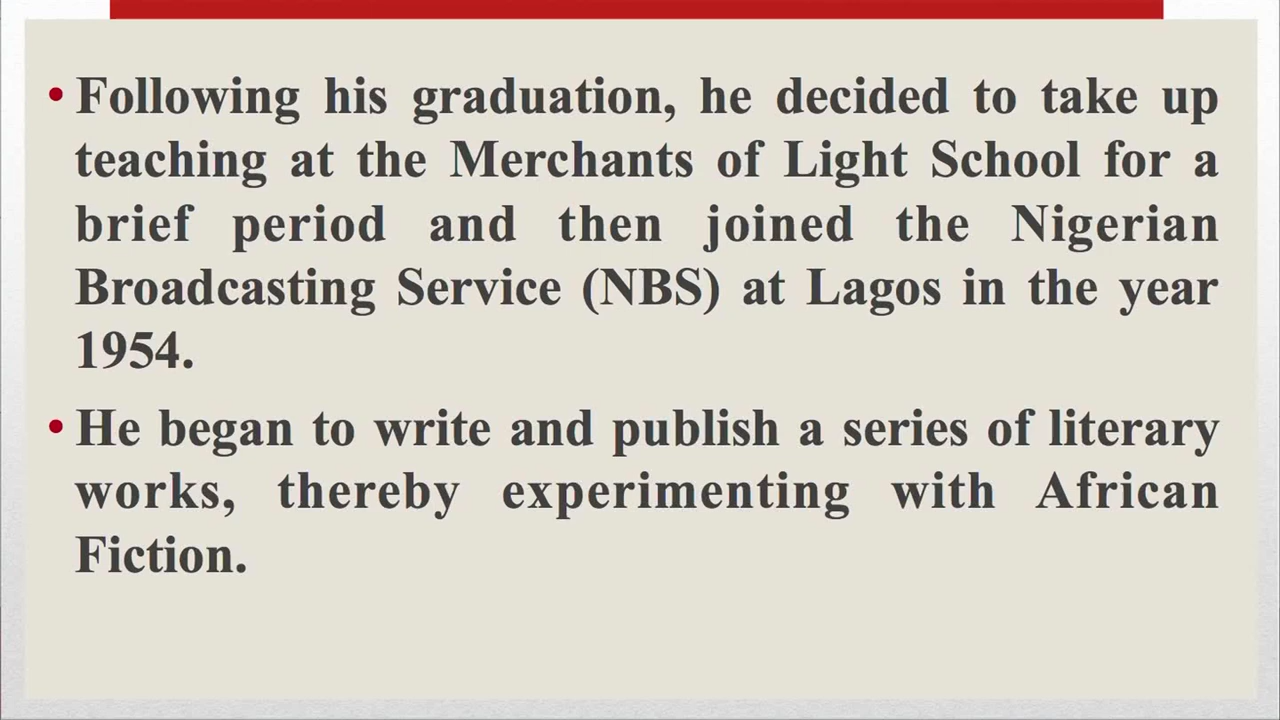 • Following his graduation, he decided to take up
teaching at the Merchants of Light School for a
brief period and then joined the Nigerian
Broadcasting Service (NBS) at Lagos in the year
1954.
• He began to write and publish a series of literary
works, thereby experimenting with African
Fiction.